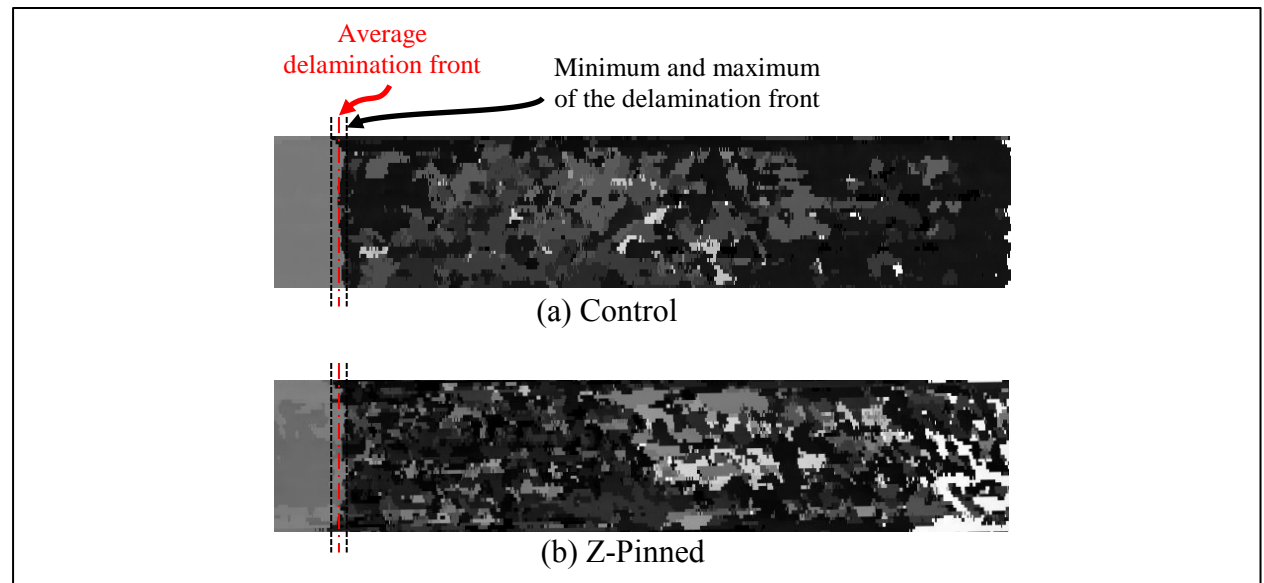 Average
delamination front
Minimum and maximum
of the delamination front
(a) Control
(b) Z-Pinned